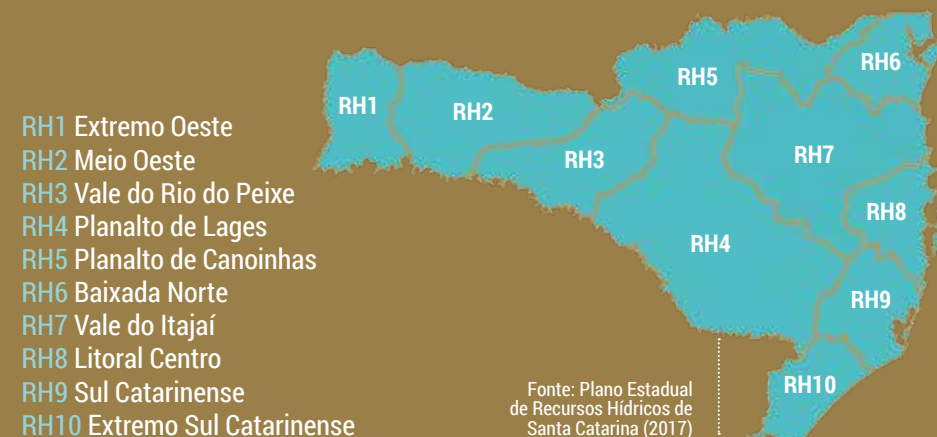 RH1 Extremo Oeste
RH2 Meio Oeste
RH3 Vale do Rio do Peixe
RH4 Planalto de Lages
RH5 Planalto de Canoinhas
RH6 Baixada Norte
RH7 Vale do Itajaí
RH8 Litoral Centro
RH9 Sul Catarinense
RH10 Extremo Sul Catarinense
RH1
RH2
RH3
RH4
RH5
RH6
RH7
RH8
RH9
RH10
Fonte: Plano Estadual
de Recursos Hídricos de
Santa Catarina (2017)